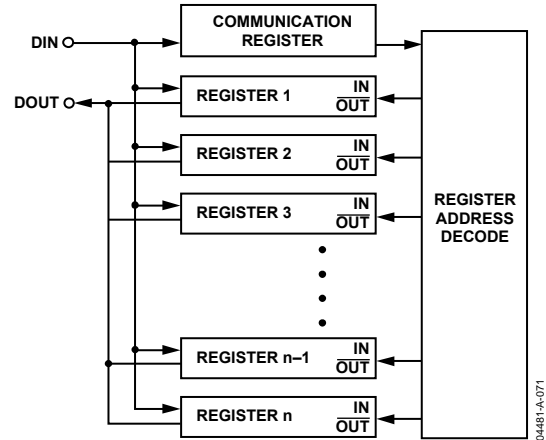 COMMUNICATION
REGISTER
DIN
DOUT
REGISTER 1
IN
OUT
REGISTER 2
IN
OUT
REGISTER 3
IN
OUT
REGISTER n–1
IN
OUT
REGISTER n
IN
OUT
REGISTER
ADDRESS
DECODE
04481-A-071